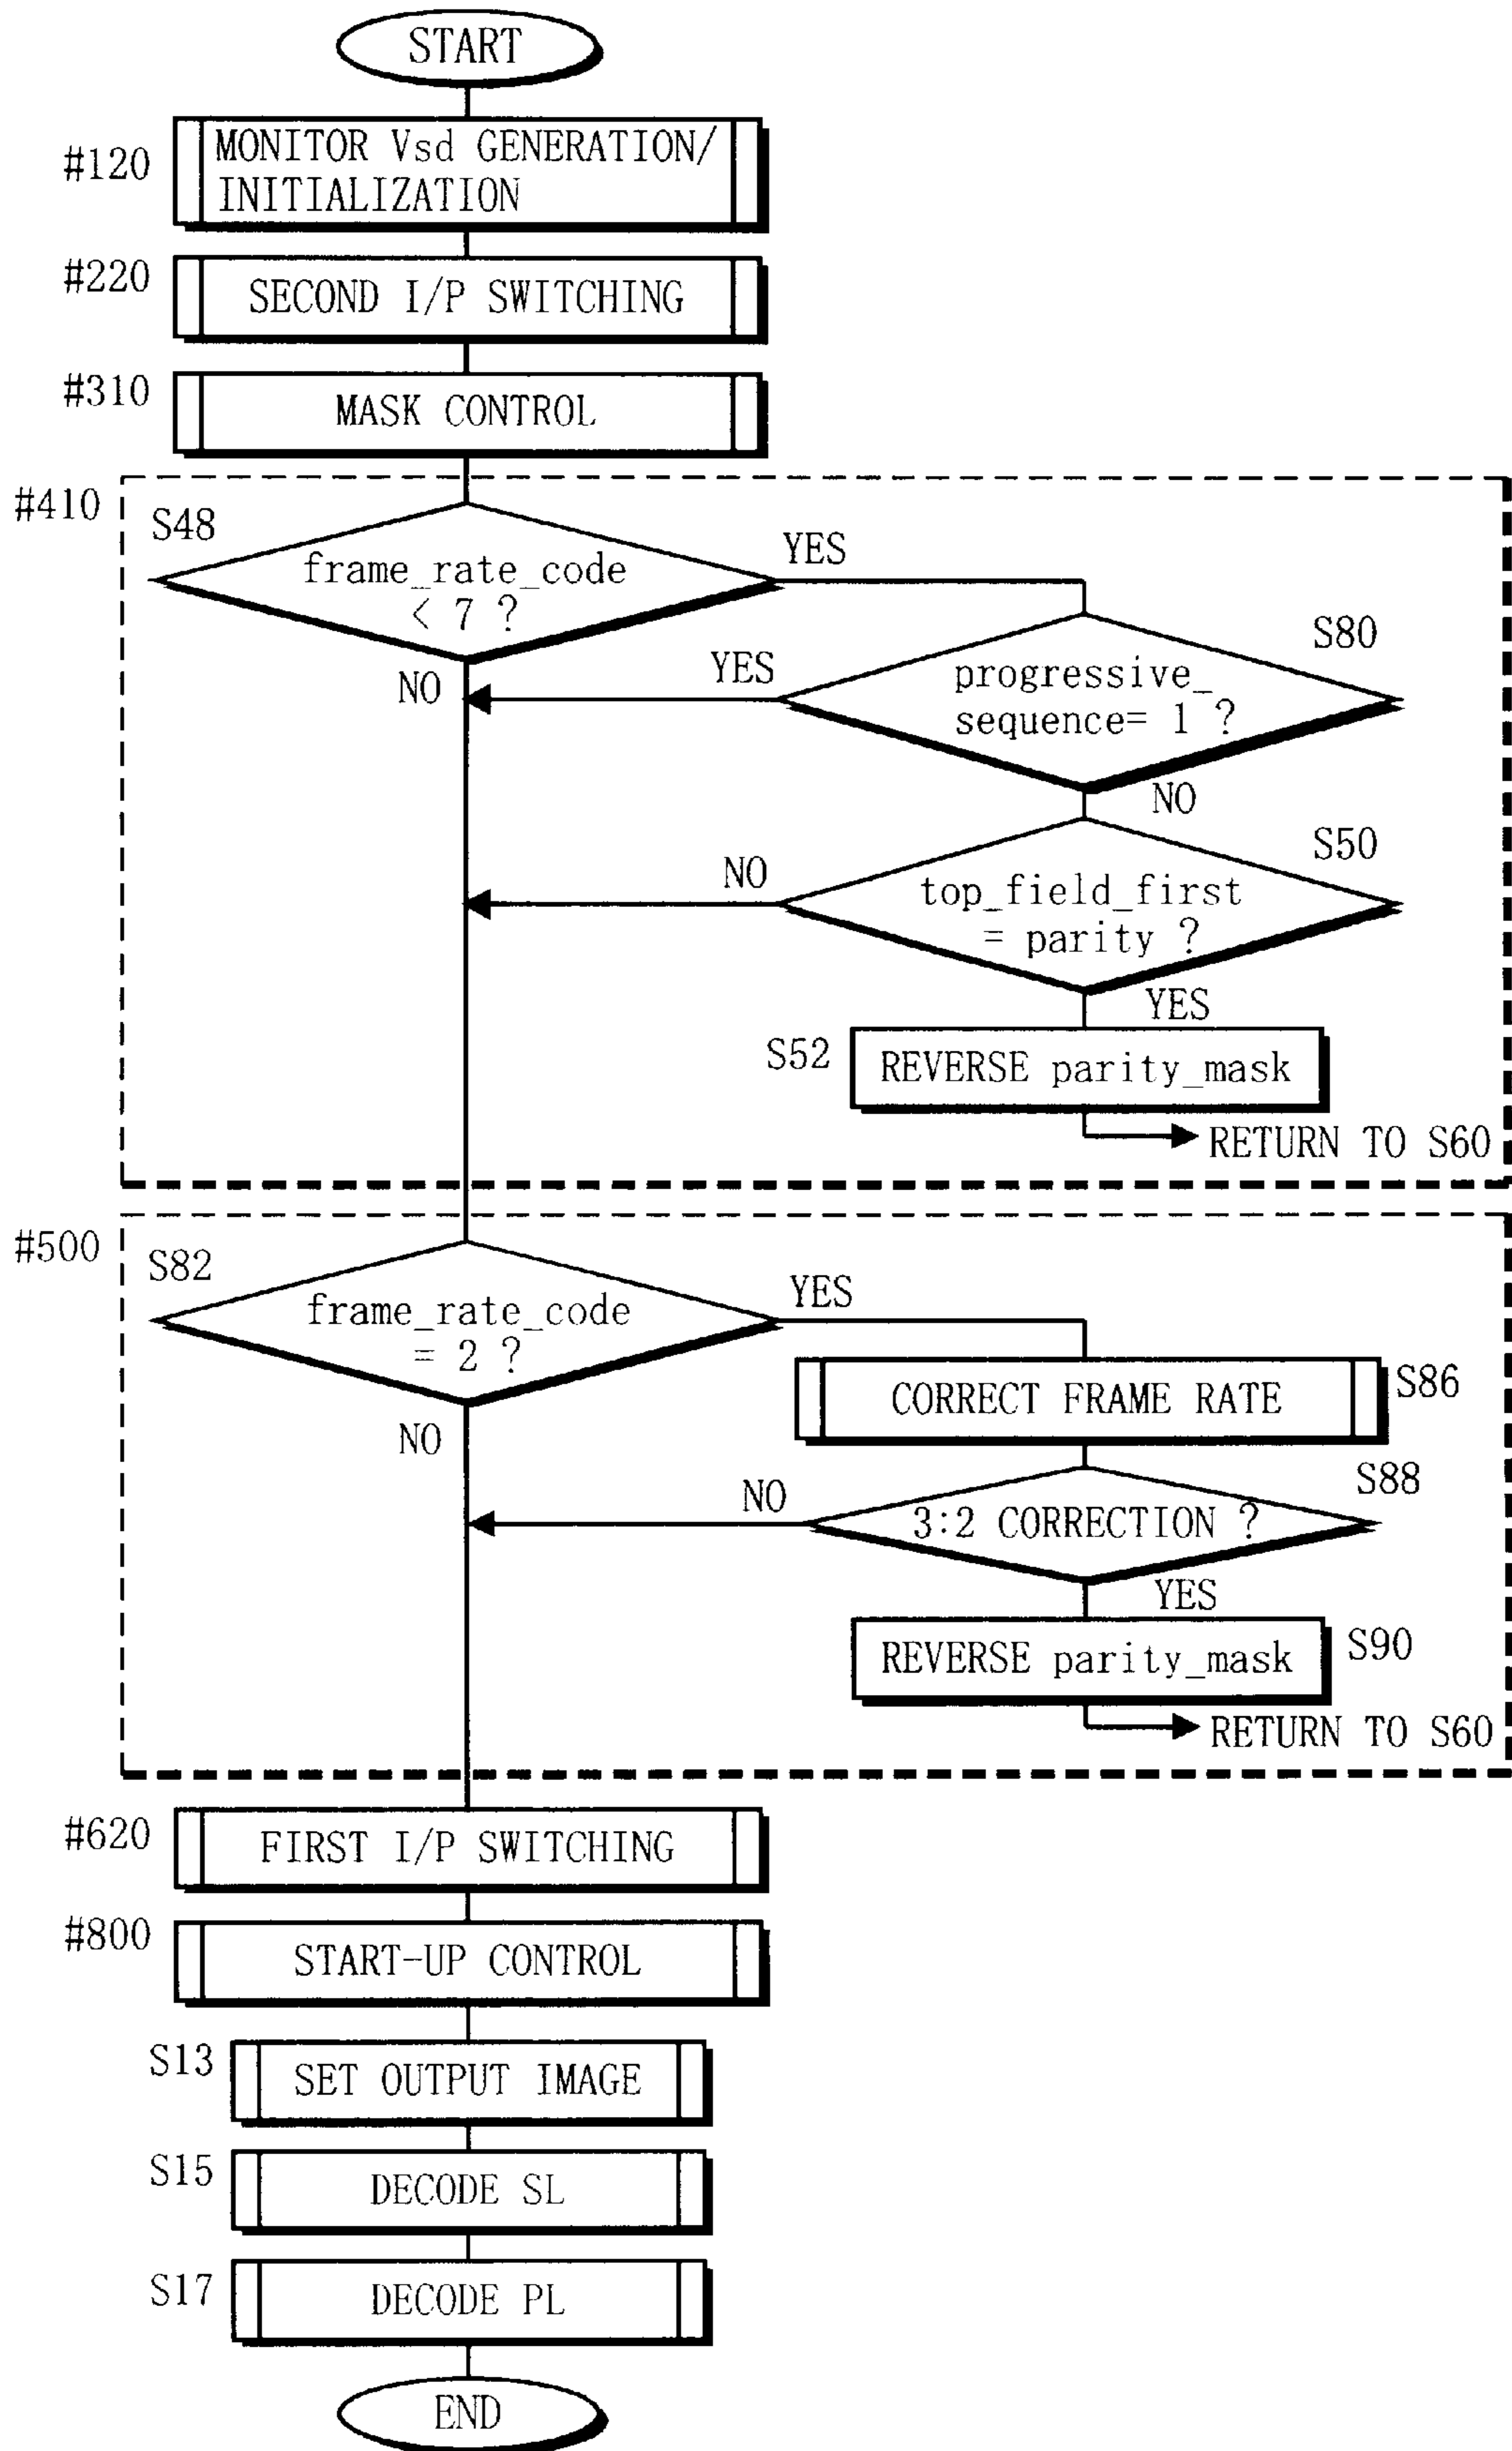 START
#120
MONITOR Vsd GENERATION/
INITIALIZATION
#220
SECOND I/P SWITCHING
#310
MASK CONTROL
#410
S48
frame_rate_code
< 7 ?
YES
NO
S80
progressive_
sequence= 1 ?
YES
NO
S50
top_field_first
= parity ?
NO
YES
S52
REVERSE parity_mask
RETURN TO S60
#500
S82
frame_rate_code
= 2 ?
YES
NO
CORRECT FRAME RATE
S86
S88
3:2 CORRECTION ?
NO
YES
REVERSE parity_mask
S90
RETURN TO S60
#620
FIRST I/P SWITCHING
#800
START-UP CONTROL
S13
SET OUTPUT IMAGE
S15
DECODE SL
S17
DECODE PL
END